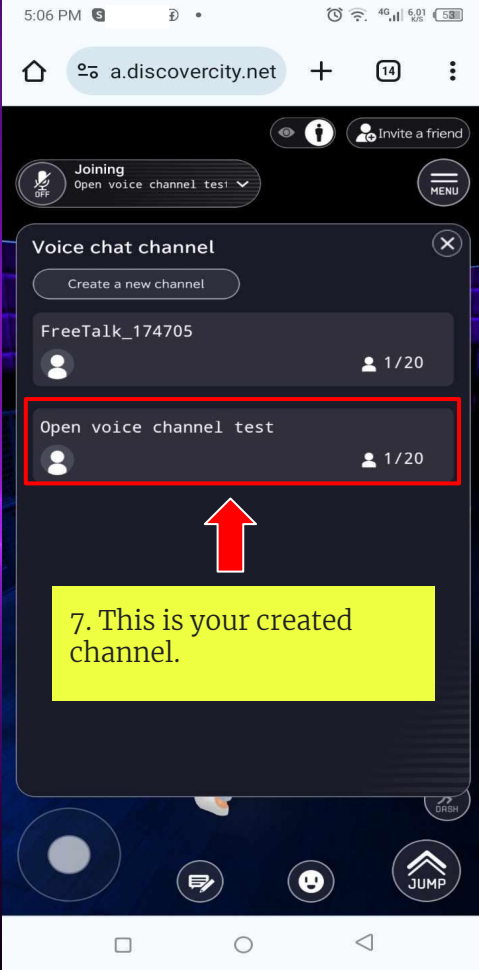 5:06 PM S
4G 6.01 K/S 53
a.discovercity.net
14
Invite a friend
Joining
Open voice channel tes
OFF
MENU
Voice chat channel
Create a new channel
FreeTalk_174705
1/20
Open voice channel test
1/20
7. This is your created
channel.
DASH
JUMP